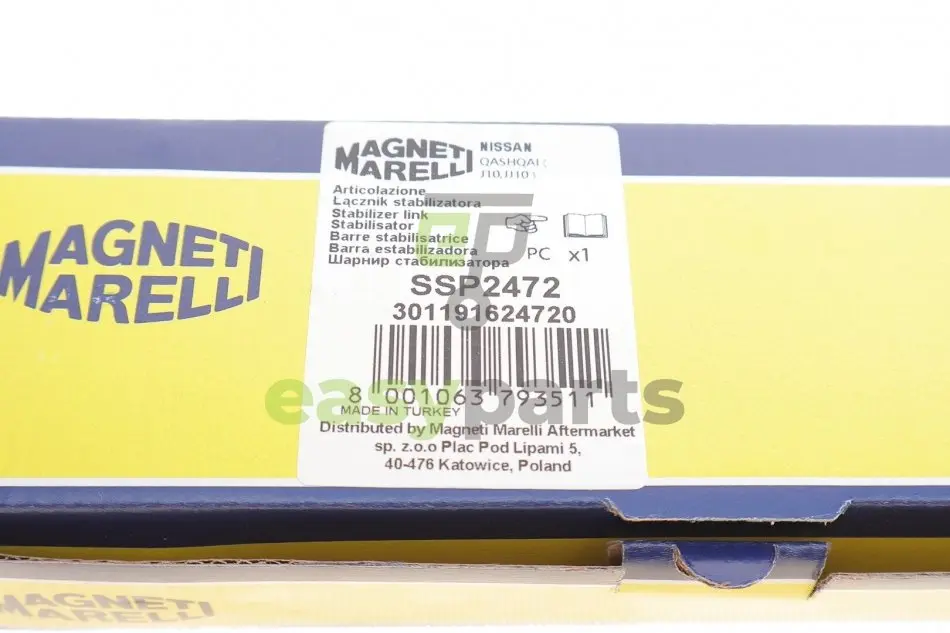 MAGNETI
MARELLI
NISSAN
QASHQAI
J10, JJ10
Articolazione
Łącznik stabilizatora
Stabilizer link
Stabilisator
Barre stabilisatrice
Barra estabilizadora
Шарнир стабилизатора
PC x1
SSP2472
301191624720
8 001063 793511
MADE IN TURKEY
Distributed by Magneti Marelli Aftermarket
sp. z.o.o Plac Pod Lipami 5,
40-476 Katowice, Poland
MAGNETI
MARELLI
easyparts
MAGNETI
MARELLI